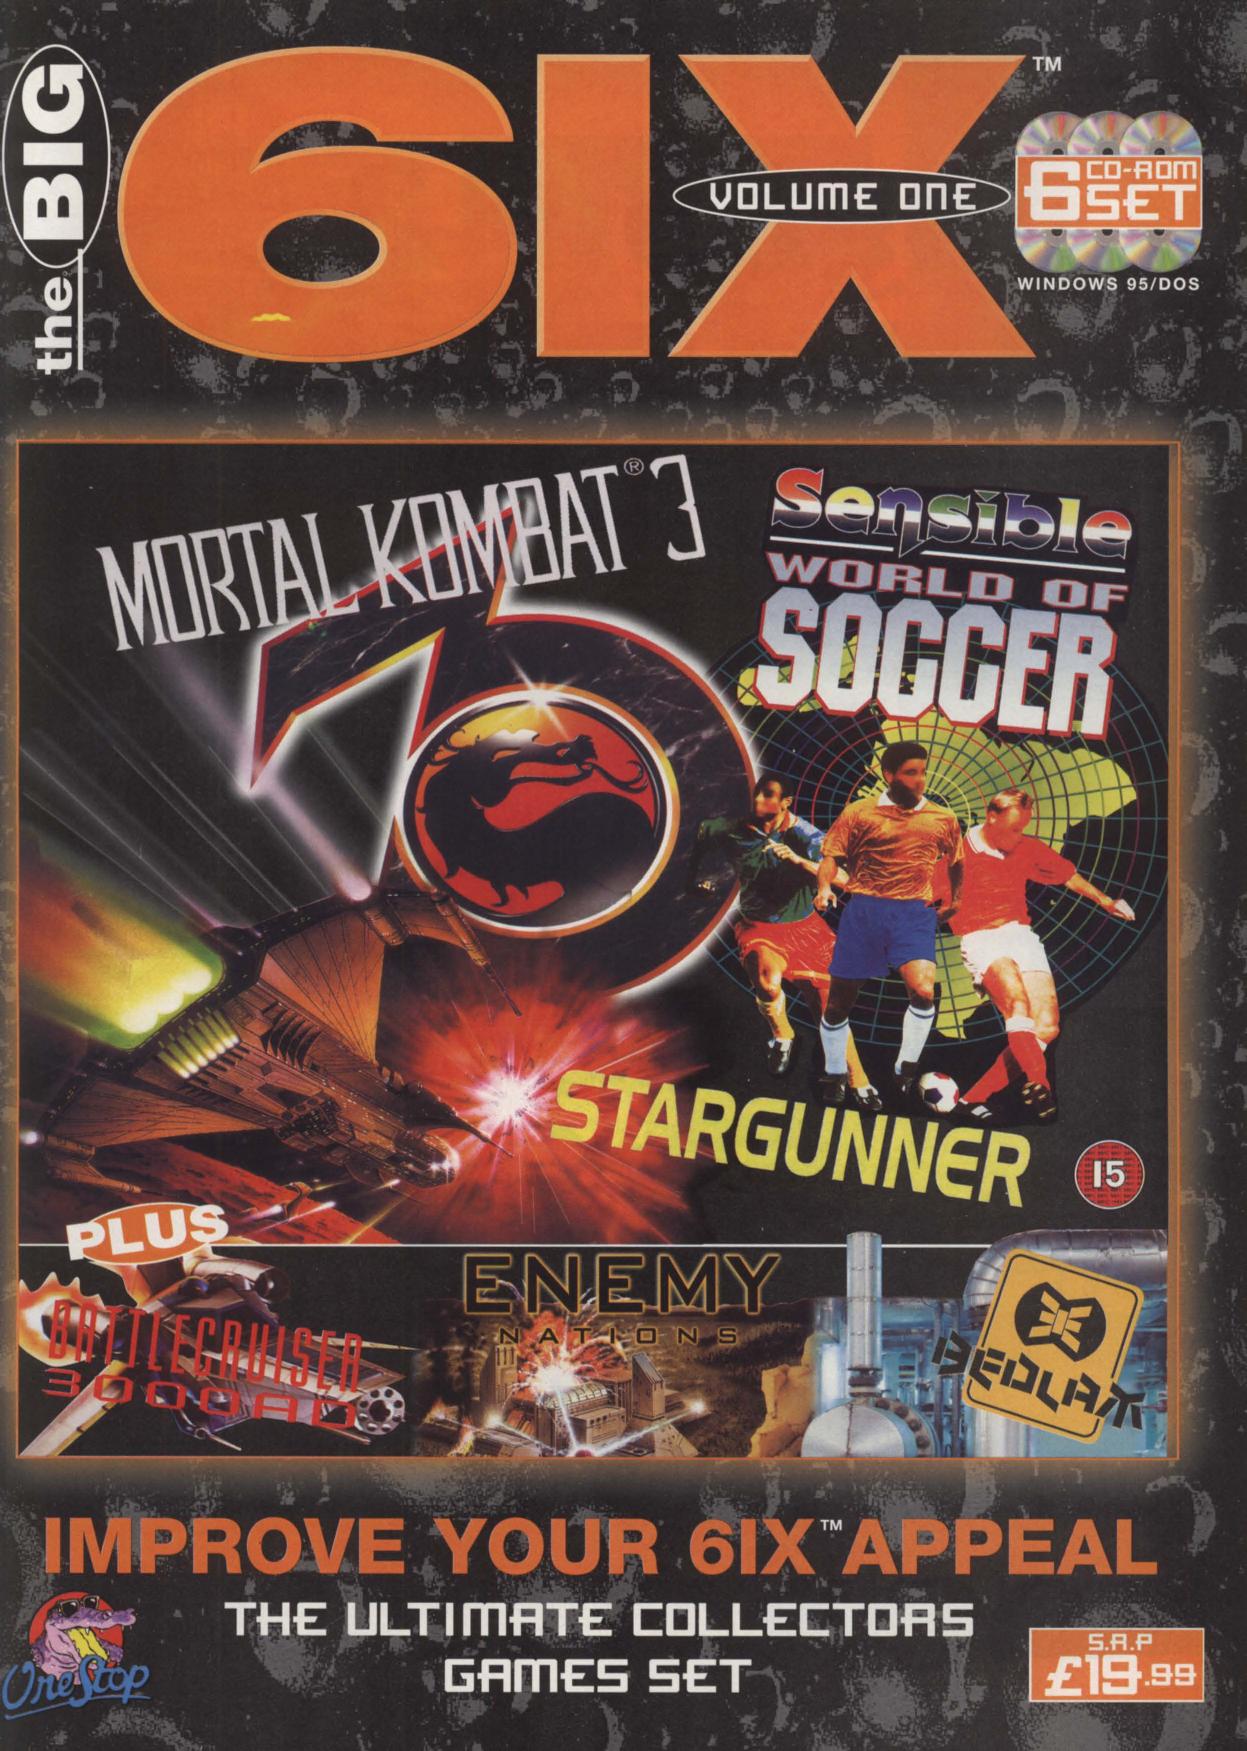 the BIG
6IX™
VOLUME ONE
6 CD-ROM
SET
WINDOWS 95/DOS
MORTAL KOMBAT® 3
Sensible
WORLD OF
SOCCER
STARGUNNER
15
PLUS
BATTLECRUISER
3000AD
ENEMY
NATIONS
BEDLAM
IMPROVE YOUR 6IX™ APPEAL
THE ULTIMATE COLLECTORS
GAMES SET
One Stop
S.R.P
£19.99